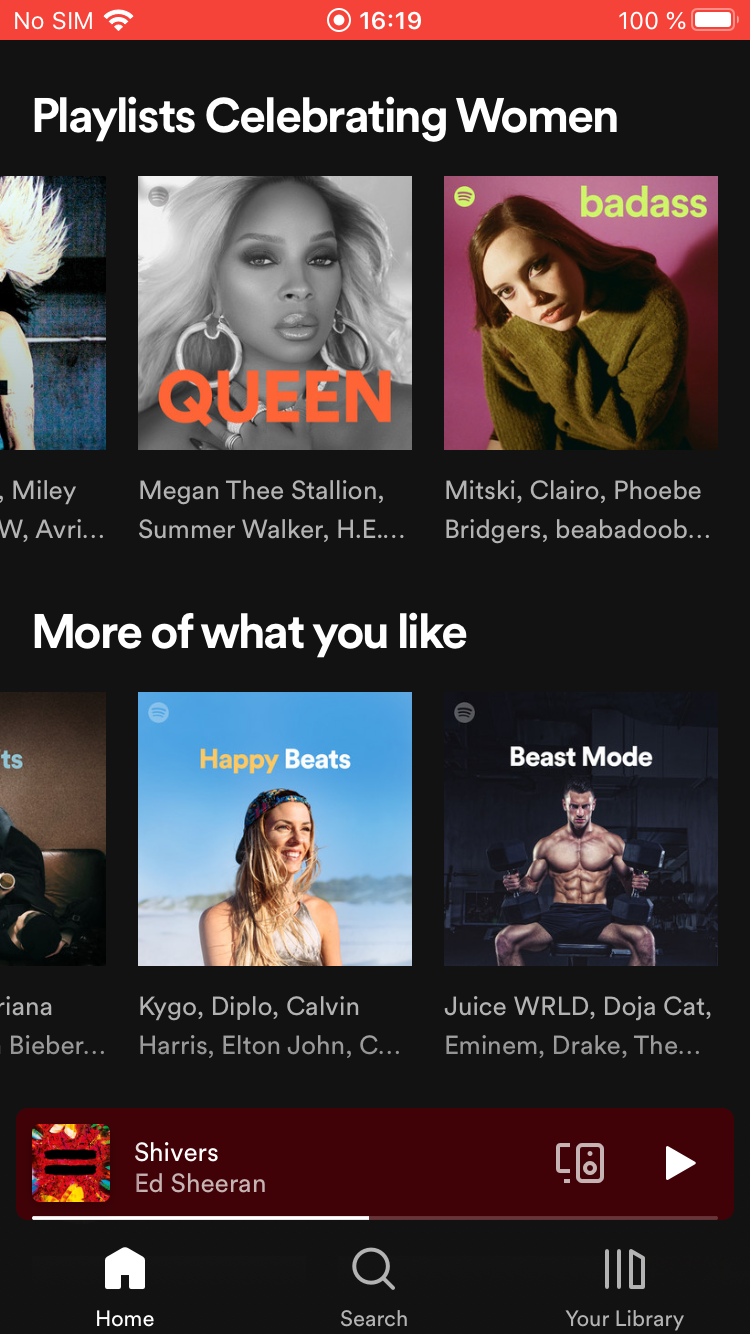 No SIM 16:19 100 %
Playlists Celebrating Women
QUEEN
badass
, Miley
W, Avri...
Megan Thee Stallion,
Summer Walker, H.E....
Mitski, Clairo, Phoebe
Bridgers, beabadoob...
More of what you like
ts
Happy Beats
Beast Mode
riana
Bieber...
Kygo, Diplo, Calvin
Harris, Elton John, C...
Juice WRLD, Doja Cat,
Eminem, Drake, The...
Shivers
Ed Sheeran
Home
Search
Your Library